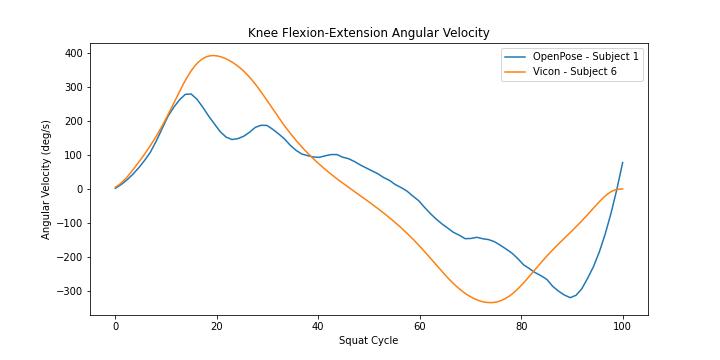 Knee Flexion-Extension Angular Velocity
OpenPose - Subject 1
Vicon - Subject 6
Angular Velocity (deg/s)
400
300
200
100
0
−100
−200
−300
0 20 40 60 80 100
Squat Cycle